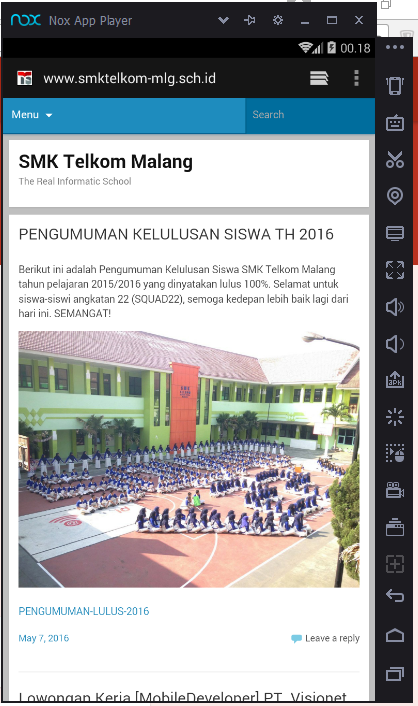 nox Nox App Player
00.18
www.smktelkom-mlg.sch.id
Menu
Search
SMK Telkom Malang
The Real Informatic School
PENGUMUMAN KELULUSAN SISWA TH 2016
Berikut ini adalah Pengumuman Kelulusan Siswa SMK Telkom Malang
tahun pelajaran 2015/2016 yang dinyatakan lulus 100%. Selamat untuk
siswa-siswi angkatan 22 (SQUAD22), semoga kedepan lebih baik lagi dari
hari ini. SEMANGAT!
PENGUMUMAN-LULUS-2016
May 7, 2016
Leave a reply
Lowongan Kerja [MobileDeveloper] PT. Visionet